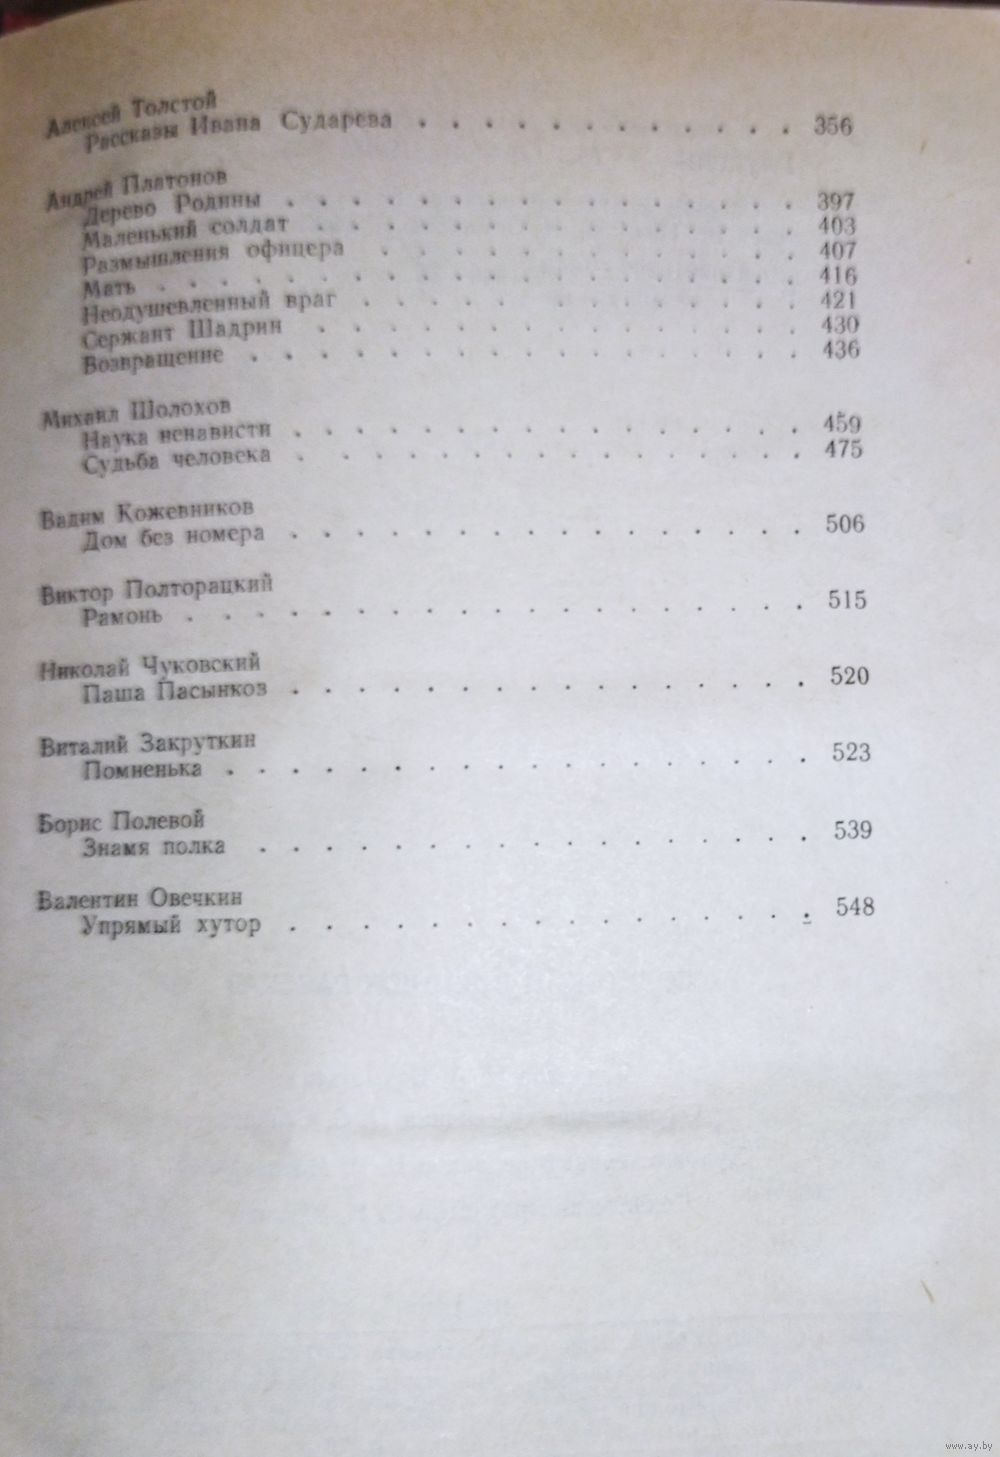 Алексей Толстой
Рассказы Ивана Сударева . . . . . . . . . . . . 356
Андрей Платонов
Дерево Родины . . . . . . . . . . . . . . . . 397
Маленький солдат . . . . . . . . . . . . . . . 403
Размышления офицера . . . . . . . . . . . . . 407
Мать . . . . . . . . . . . . . . . . . . . . 416
Неодушевленный враг . . . . . . . . . . . . . 421
Сержант Шадрин . . . . . . . . . . . . . . . 430
Возвращение . . . . . . . . . . . . . . . . . 436
Михаил Шолохов
Наука ненависти . . . . . . . . . . . . . . . . 459
Судьба человека . . . . . . . . . . . . . . . . 475
Вадим Кожевников
Дом без номера . . . . . . . . . . . . . . . . 506
Виктор Полторацкий
Рамонь . . . . . . . . . . . . . . . . . . . 515
Николай Чуковский
Паша Пасынков . . . . . . . . . . . . . . . . 520
Виталий Закруткин
Помненька . . . . . . . . . . . . . . . . . . 523
Борис Полевой
Знамя полка . . . . . . . . . . . . . . . . . 539
Валентин Овечкин
Упрямый хутор . . . . . . . . . . . . . . . . 548
www.ay.by